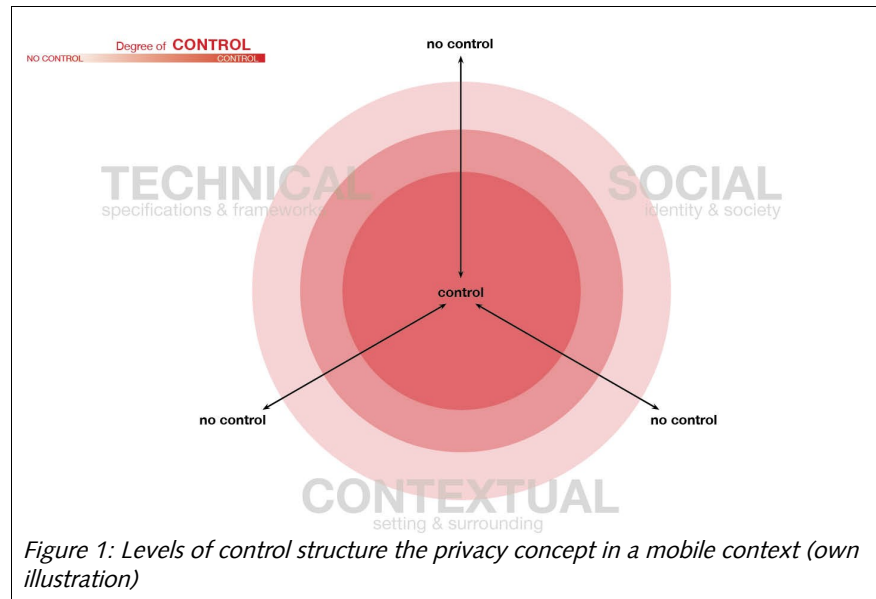 Degree of CONTROL
NO CONTROL CONTROL
no control
TECHNICAL
specifications & frameworks
SOCIAL
identity & society
control
no control
no control
CONTEXTUAL
setting & surrounding
Figure 1: Levels of control structure the privacy concept in a mobile context (own
illustration)